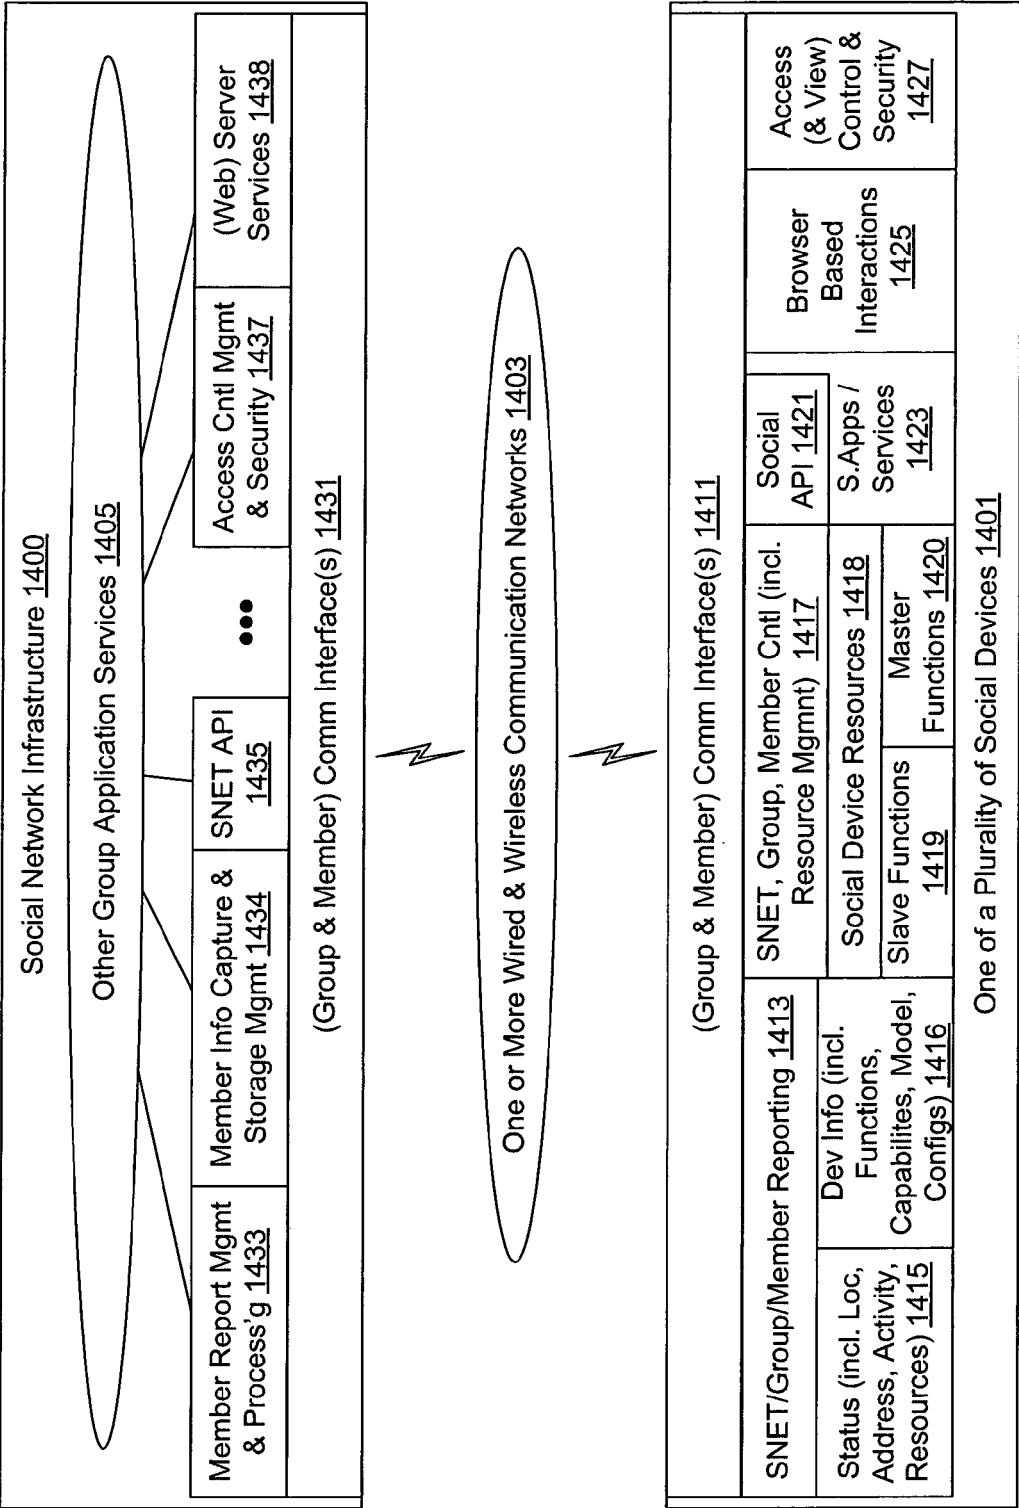 Social Network Infrastructure 1400
Other Group Application Services 1405
Member Report Mgmt
& Process'g 1433
Member Info Capture &
Storage Mgmt 1434
SNET API
1435
•••
Access Cntl Mgmt
& Security 1437
(Web) Server
Services 1438
(Group & Member) Comm Interface(s) 1431
One or More Wired & Wireless Communication Networks 1403
(Group & Member) Comm Interface(s) 1411
SNET/Group/Member Reporting 1413
Status (incl. Loc,
Address, Activity,
Resources) 1415
Dev Info (incl.
Functions,
Capabilites, Model,
Configs) 1416
SNET, Group, Member Cntl (incl.
Resource Mgmnt) 1417
Social Device Resources 1418
Slave Functions
1419
Master
Functions 1420
Social
API 1421
S.Apps /
Services
1423
Browser
Based
Interactions
1425
Access
(& View)
Control &
Security
1427
One of a Plurality of Social Devices 1401